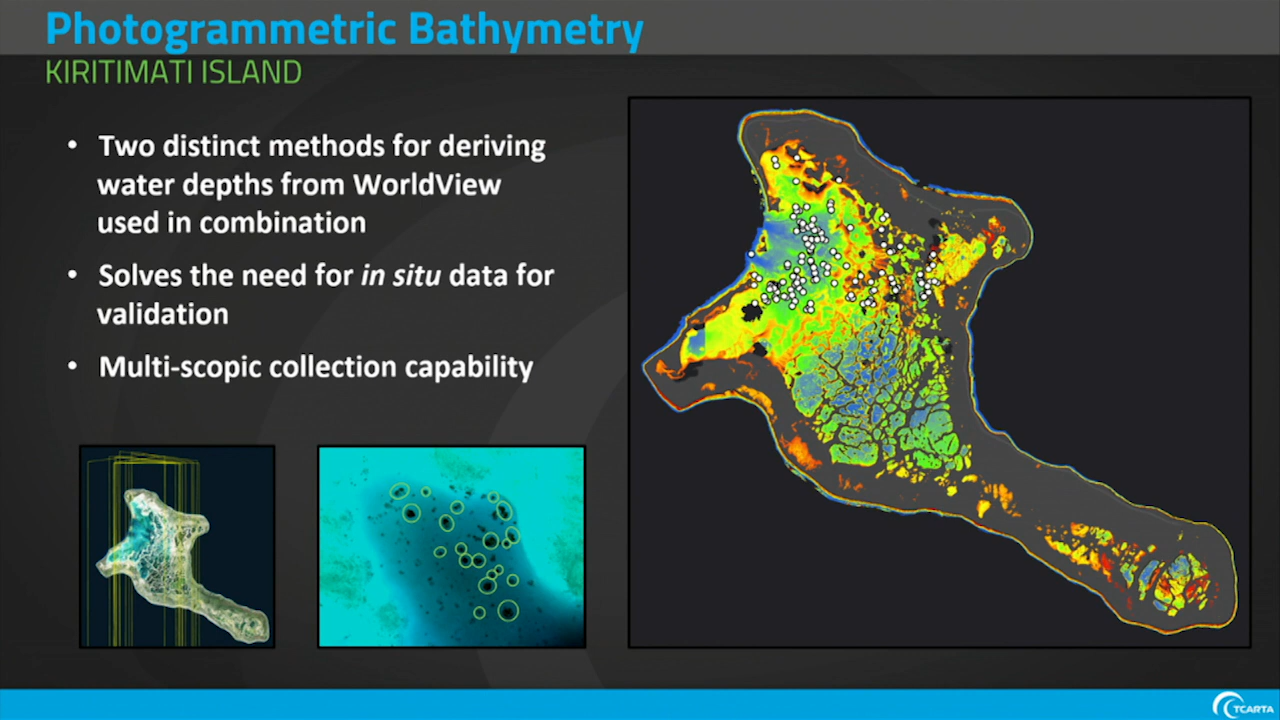 Photogrammetric Bathymetry
KIRITIMATI ISLAND
• Two distinct methods for deriving
water depths from WorldView
used in combination
• Solves the need for in situ data for
validation
• Multi-scopic collection capability
TCARTA